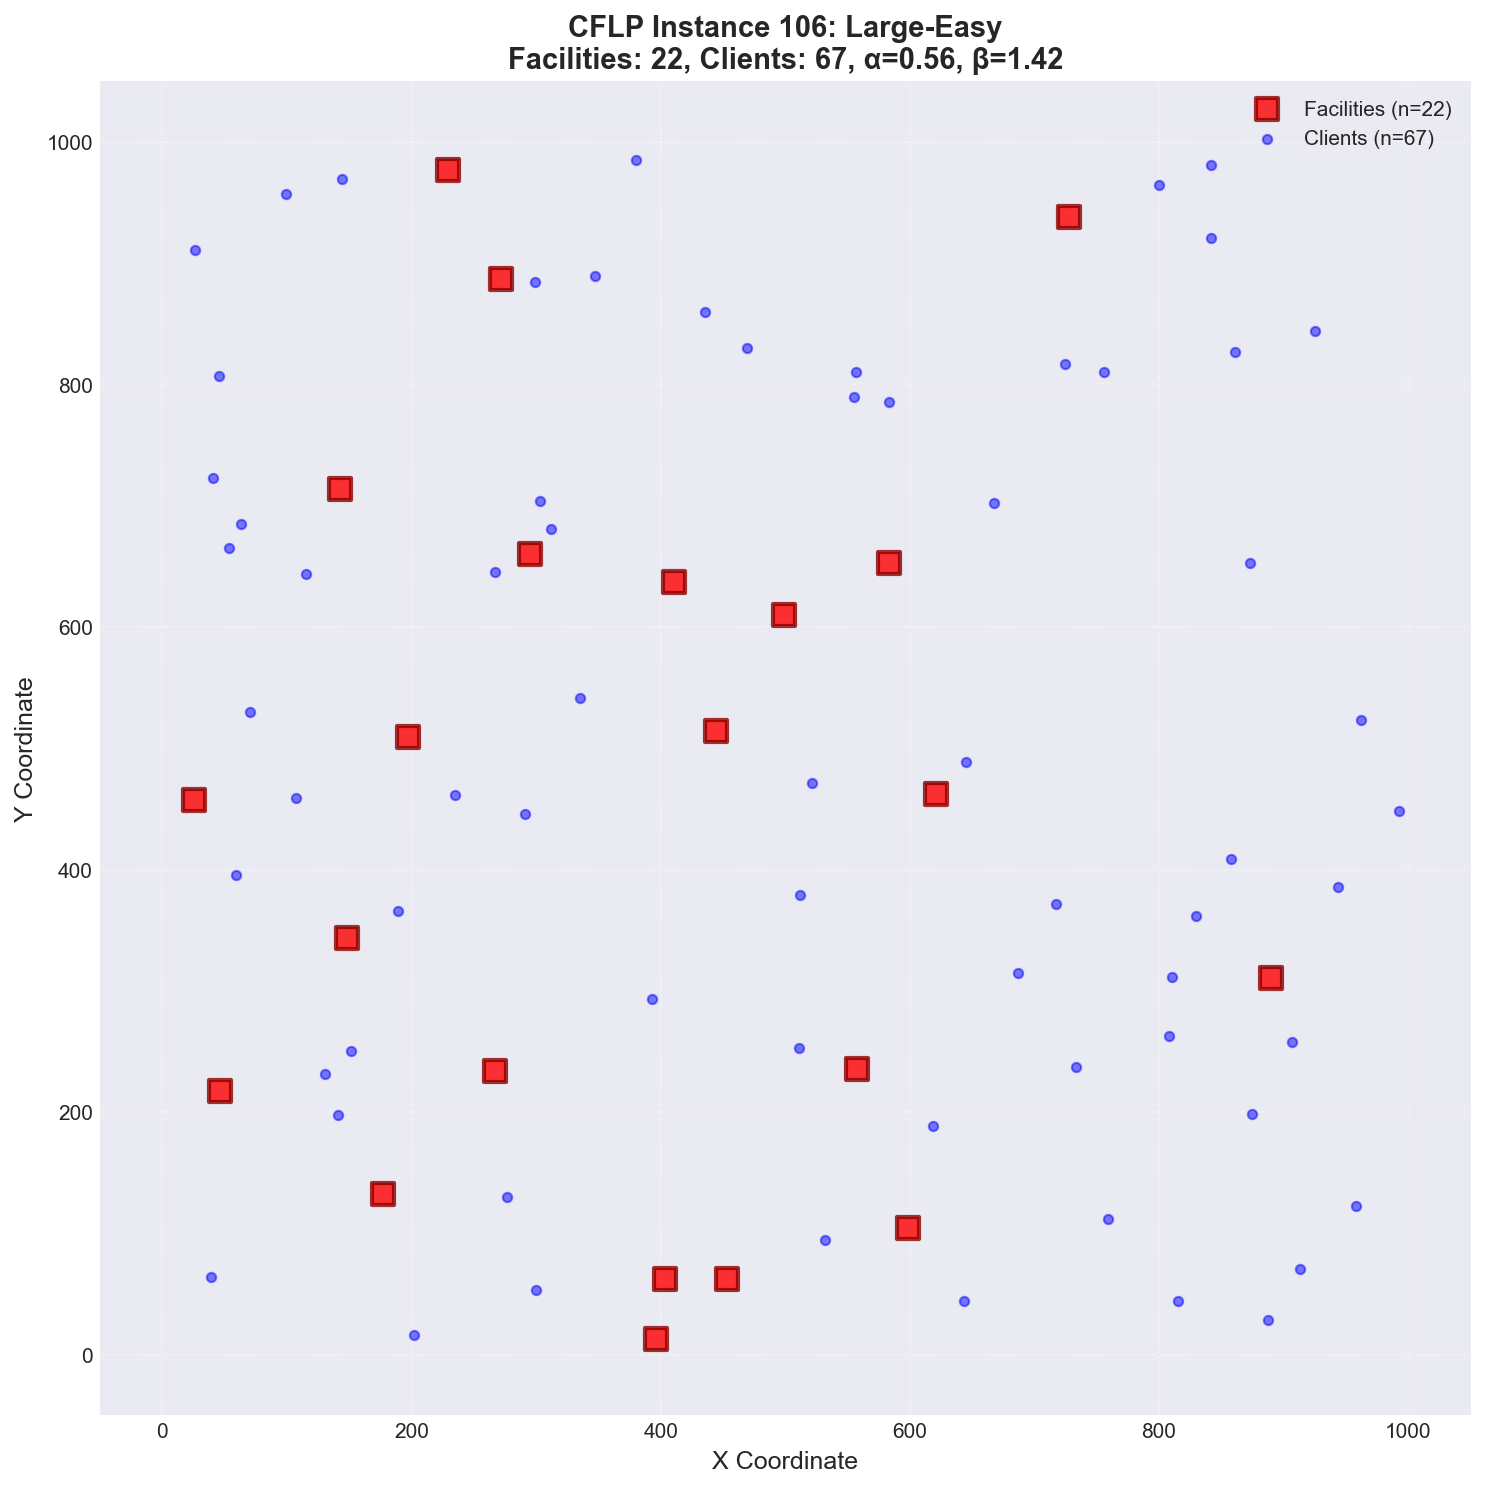 CFLP Instance 106: Large-Easy
Facilities: 22, Clients: 67, α=0.56, β=1.42
Facilities (n=22)
Clients (n=67)
1000
800
600
400
200
0
Y Coordinate
0 200 400 600 800 1000
X Coordinate